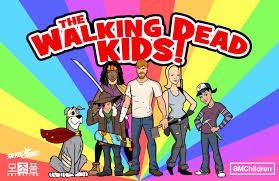 THE
WALKING DEAD
KIDS!
8MChildren